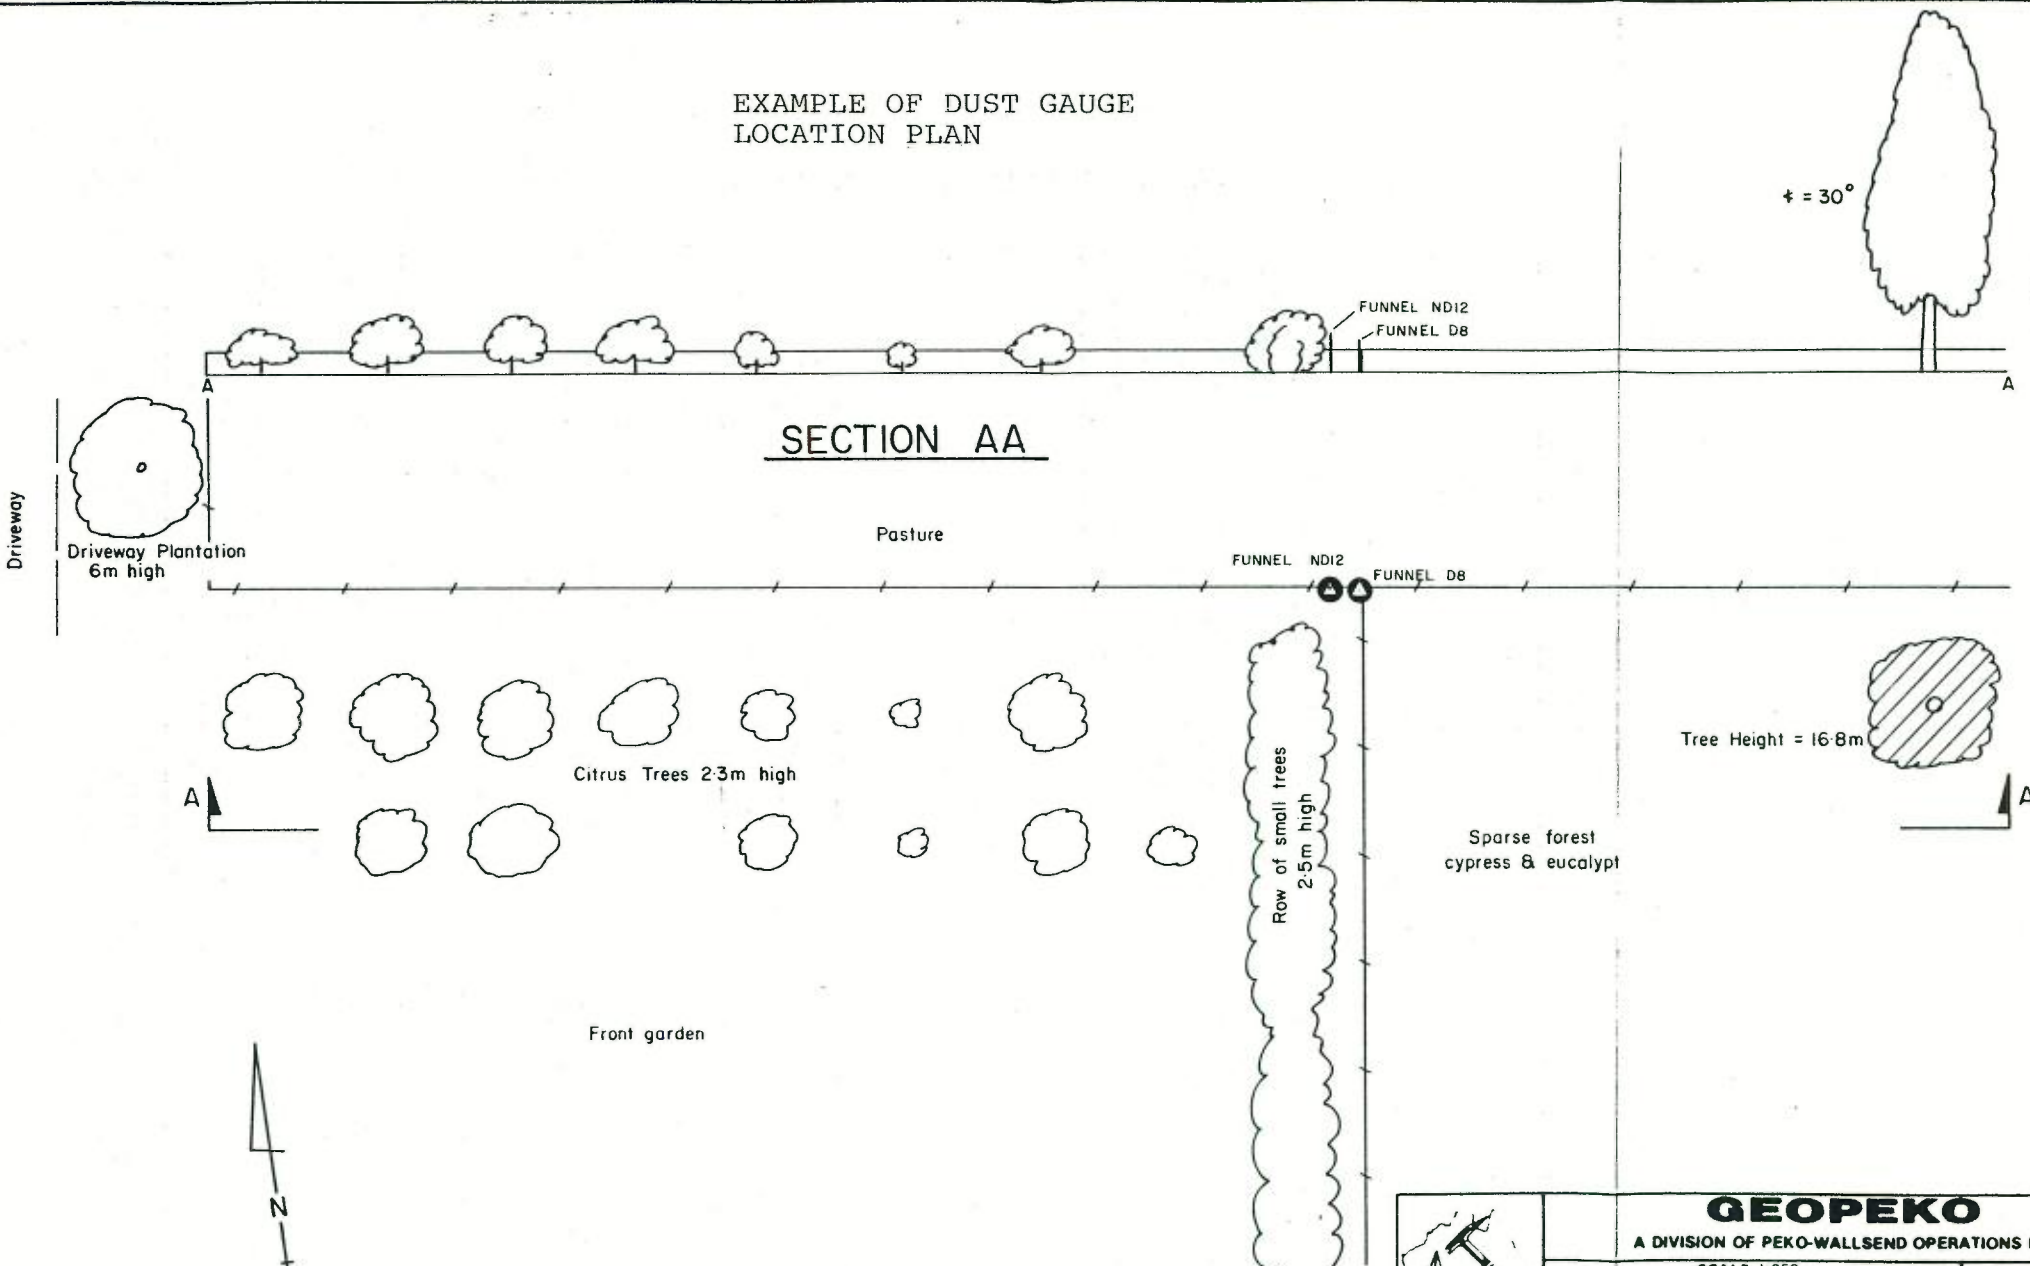 EXAMPLE OF DUST GAUGE
LOCATION PLAN
∢ = 30°
FUNNEL ND12
FUNNEL D8
A
A
SECTION AA
Driveway
Driveway Plantation
6m high
Pasture
FUNNEL ND12
FUNNEL D8
Tree Height = 16·8m
Citrus Trees 2·3m high
A
A
Row of small trees
2·5m high
Sparse forest
cypress & eucalypt
Front garden
N
GEOPEKO
A DIVISION OF PEKO-WALLSEND OPERATIONS